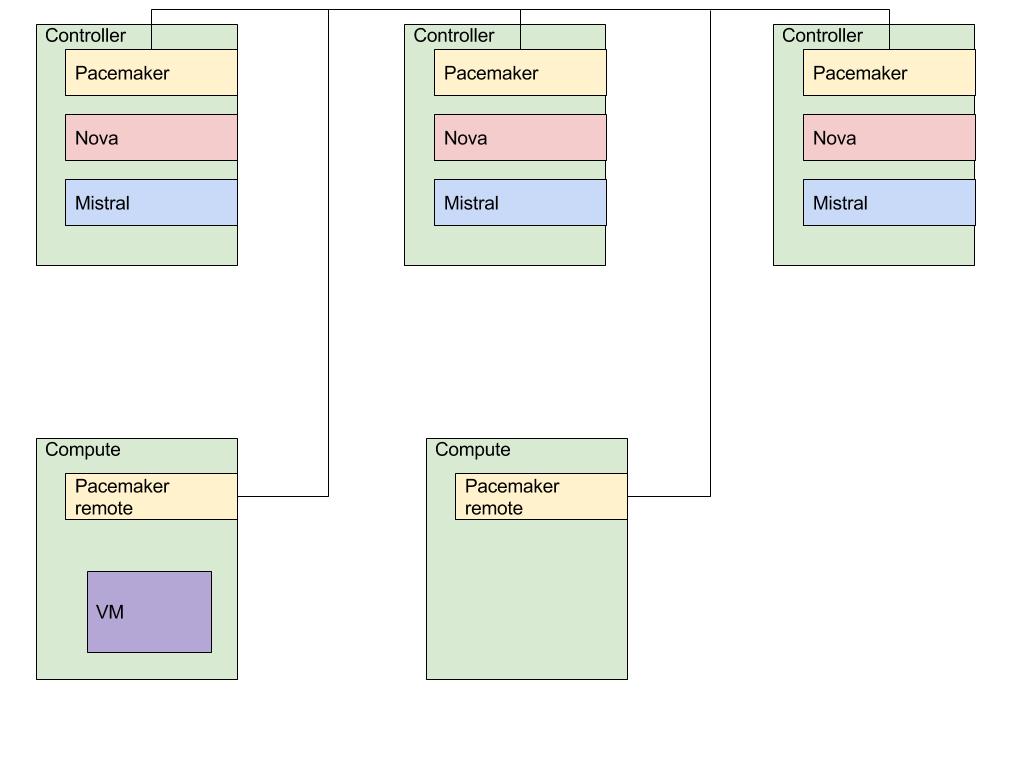 Controller
Pacemaker
Nova
Mistral
Controller
Pacemaker
Nova
Mistral
Controller
Pacemaker
Nova
Mistral
Compute
Pacemaker
remote
VM
Compute
Pacemaker
remote